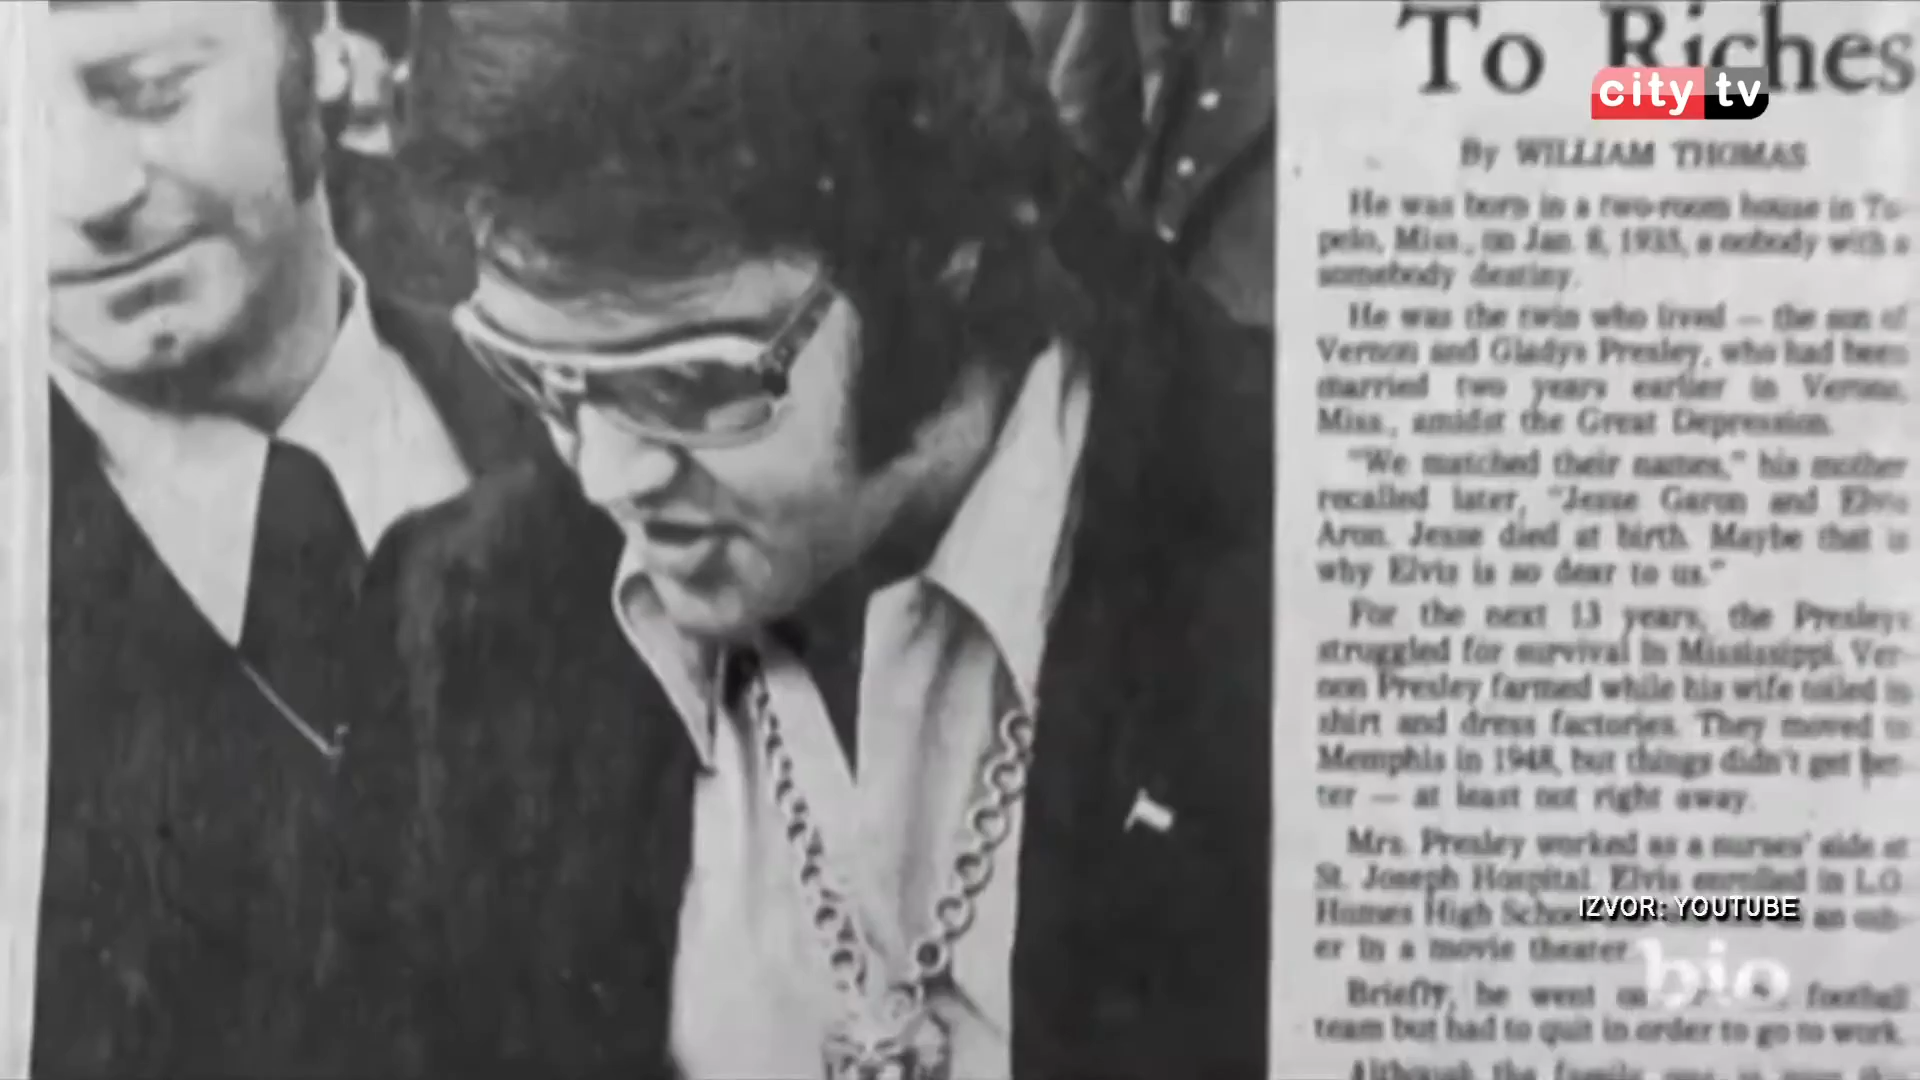 To Riches
city tv
By WILLIAM THOMAS
He was born in a two-room house in Tu-
pelo, Miss., on Jan. 8, 1935, a nobody with a
somebody destiny.
He was the twin who lived — the son of
Vernon and Gladys Presley, who had been
married two years earlier in Verona,
Miss., amidst the Great Depression.
"We matched their names," his mother
recalled later, "Jesse Garon and Elvis
Aron. Jesse died at birth. Maybe that is
why Elvis is so dear to us."
For the next 13 years, the Presleys
struggled for survival in Mississippi. Ver-
non Presley farmed while his wife toiled in
shirt and dress factories. They moved to
Memphis in 1948, but things didn't get bet-
ter — at least not right away.
Mrs. Presley worked as a nurses' aide at
St. Joseph Hospital. Elvis enrolled in L.C.
Humes High School an ush-
IZVOR: YOUTUBE
er in a movie theater.
bio
Briefly, he went football
team but had to quit in order to go to work.
Although the family